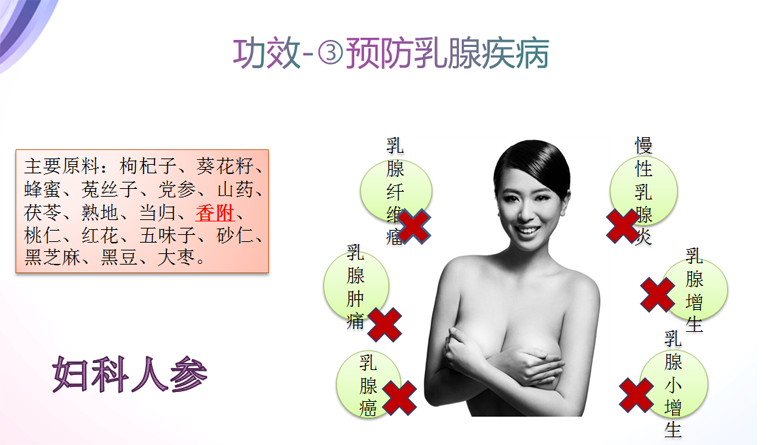 功效-③预防乳腺疾病
主要原料：枸杞子、葵花籽、
蜂蜜、菟丝子、党参、山药、
茯苓、熟地、当归、香附、
桃仁、红花、五味子、砂仁、
黑芝麻、黑豆、大枣。
妇科人参
乳腺纤维瘤
乳腺肿痛
乳腺癌
慢性乳腺炎
乳腺增生
乳腺小增生